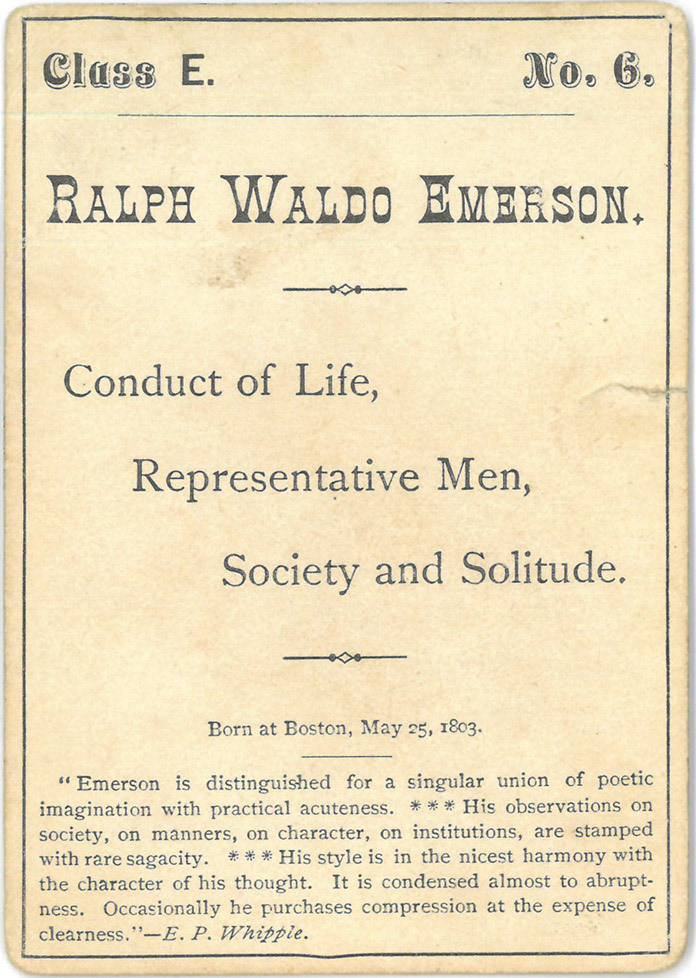 Class E.
No. 6.
RALPH WALDO EMERSON.
Conduct of Life,
Representative Men,
Society and Solitude.
Born at Boston, May 25, 1803.
“Emerson is distinguished for a singular union of poetic
imagination with practical acuteness. *** His observations on
society, on manners, on character, on institutions, are stamped
with rare sagacity. *** His style is in the nicest harmony with
the character of his thought. It is condensed almost to abrupt-
ness. Occasionally he purchases compression at the expense of
clearness.”—E. P. Whipple.